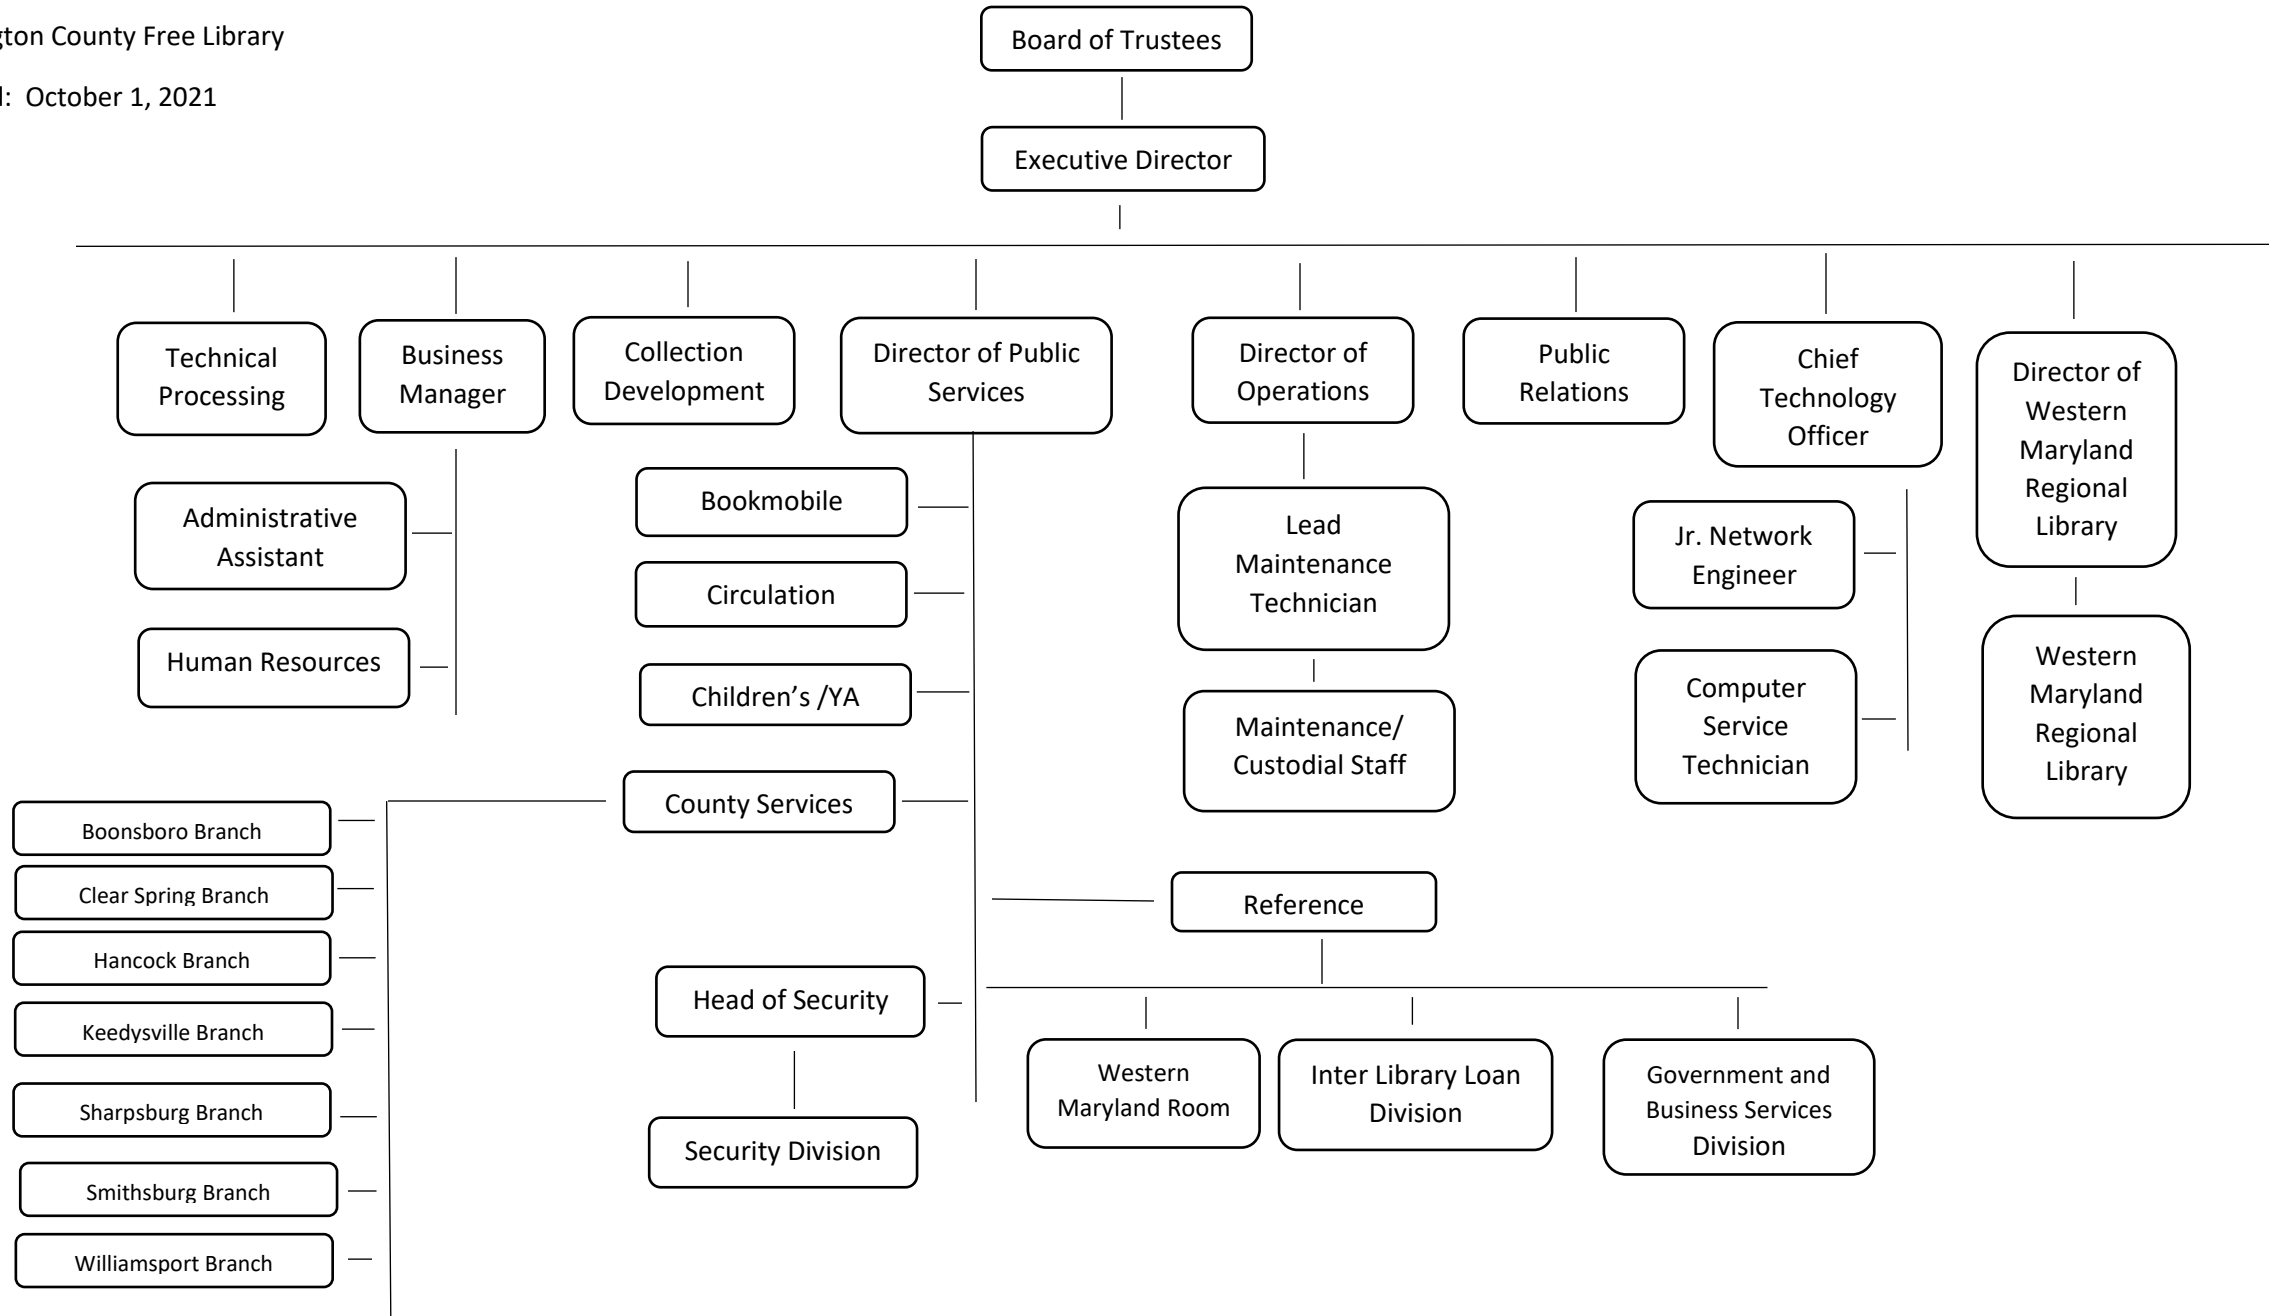 gton County Free Library
Board of Trustees
: October 1, 2021
Executive Director
Technical
Processing
Business
Manager
Collection
Development
Director of Public
Services
Director of
Operations
Public
Relations
Chief
Technology
Officer
Director of
Western
Maryland
Regional
Library
Administrative
Assistant
Human Resources
Bookmobile
Circulation
Children’s /YA
County Services
Lead
Maintenance
Technician
Maintenance/
Custodial Staff
Jr. Network
Engineer
Computer
Service
Technician
Western
Maryland
Regional
Library
Boonsboro Branch
Clear Spring Branch
Hancock Branch
Keedysville Branch
Sharpsburg Branch
Smithsburg Branch
Williamsport Branch
Reference
Head of Security
Security Division
Western
Maryland Room
Inter Library Loan
Division
Government and
Business Services
Division